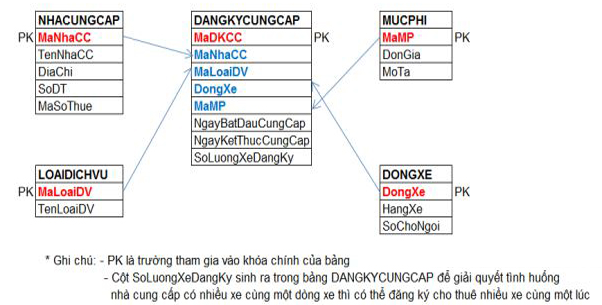 NHACUNGCAP
PK MaNhaCC
TenNhaCC
DiaChi
SoDT
MaSoThue
DANGKYCUNGCAP
MaDKCC PK
MaNhaCC
MaLoaiDV
DongXe
MaMP
NgayBatDauCungCap
NgayKetThucCungCap
SoLuongXeDangKy
MUCPHI
MaMP PK
DonGia
MoTa
LOAIDICHVU
PK MaLoaiDV
TenLoaiDV
DONGXE
DongXe PK
HangXe
SoChoNgoi
* Ghi chú: - PK là trường tham gia vào khóa chính của bảng
- Cột SoLuongXeDangKy sinh ra trong bảng DANGKYCUNGCAP để giải quyết tình huống
nhà cung cấp có nhiều xe cùng một dòng xe thì có thể đăng ký cho thuê nhiều xe cùng một lúc